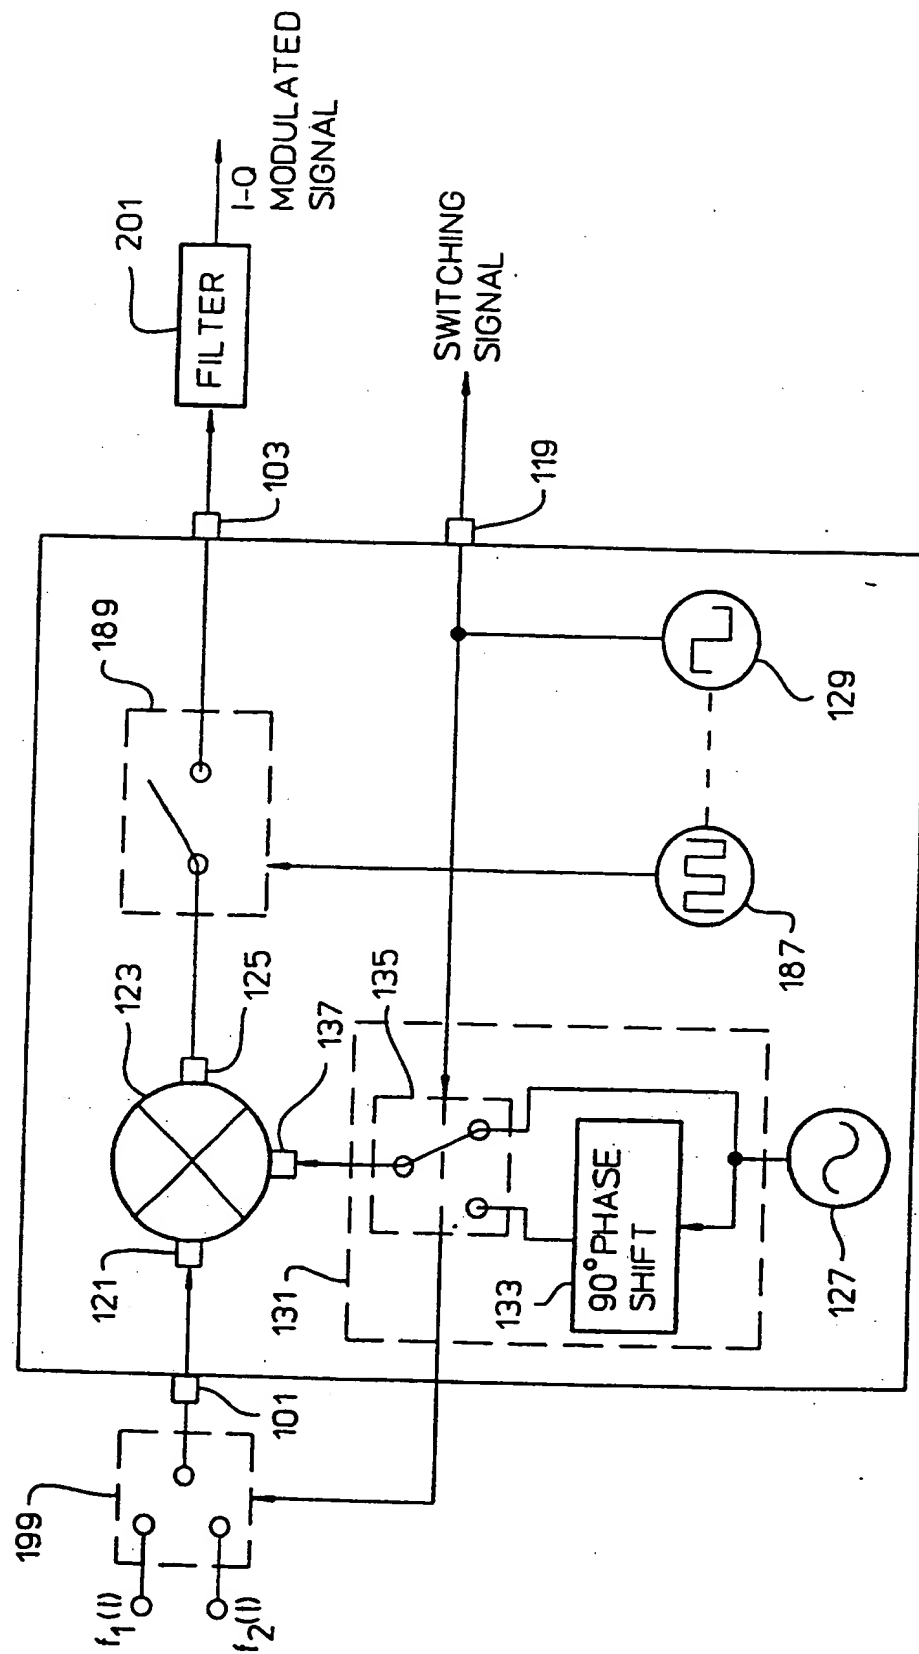 199
f1(l)
f2(l)
101
121
123
125
137
189
103
201
FILTER
I-Q
MODULATED
SIGNAL
131
135
133
90°PHASE
SHIFT
127
187
129
119
SWITCHING
SIGNAL